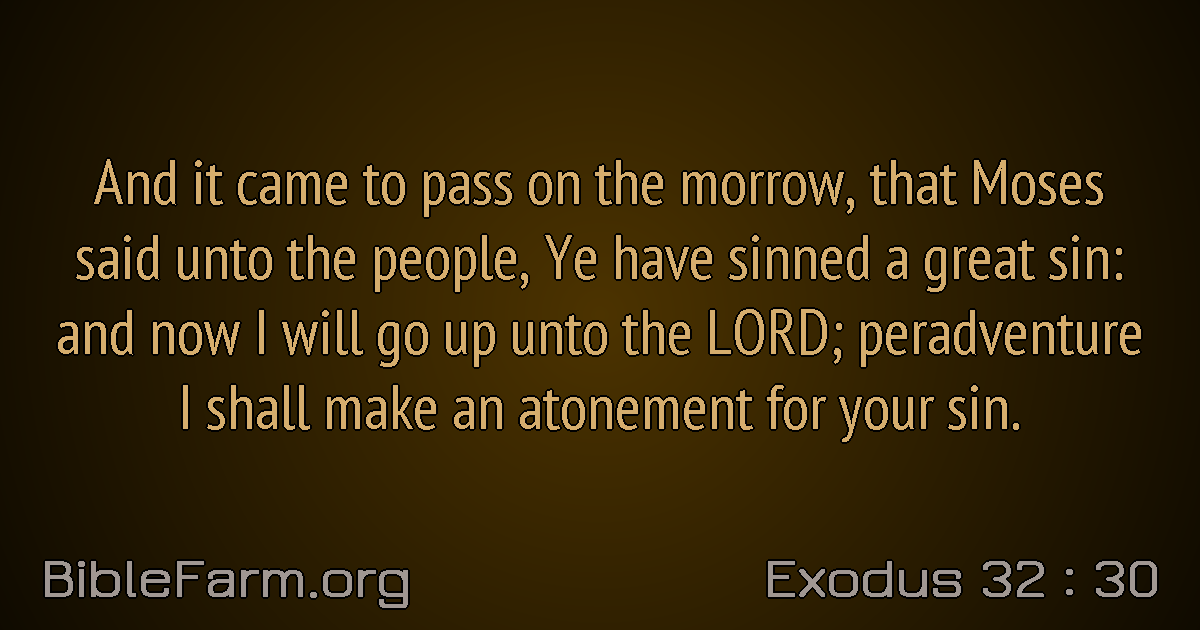 And it came to pass on the morrow, that Moses
said unto the people, Ye have sinned a great sin:
and now I will go up unto the LORD; peradventure
I shall make an atonement for your sin.
BibleFarm.org
Exodus 32 : 30